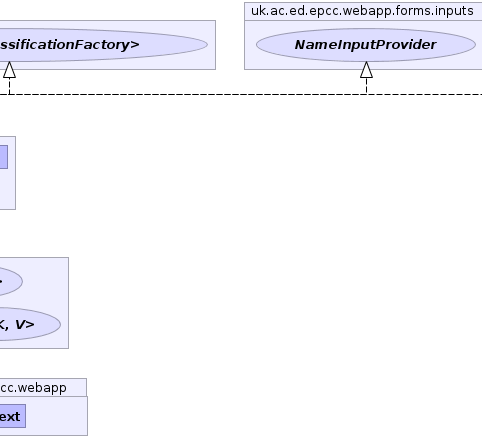 uk.ac.ed.epcc.webapp.forms.inputs
ssificationFactory>
NameInputProvider
>
K, V>
cc.webapp
ext